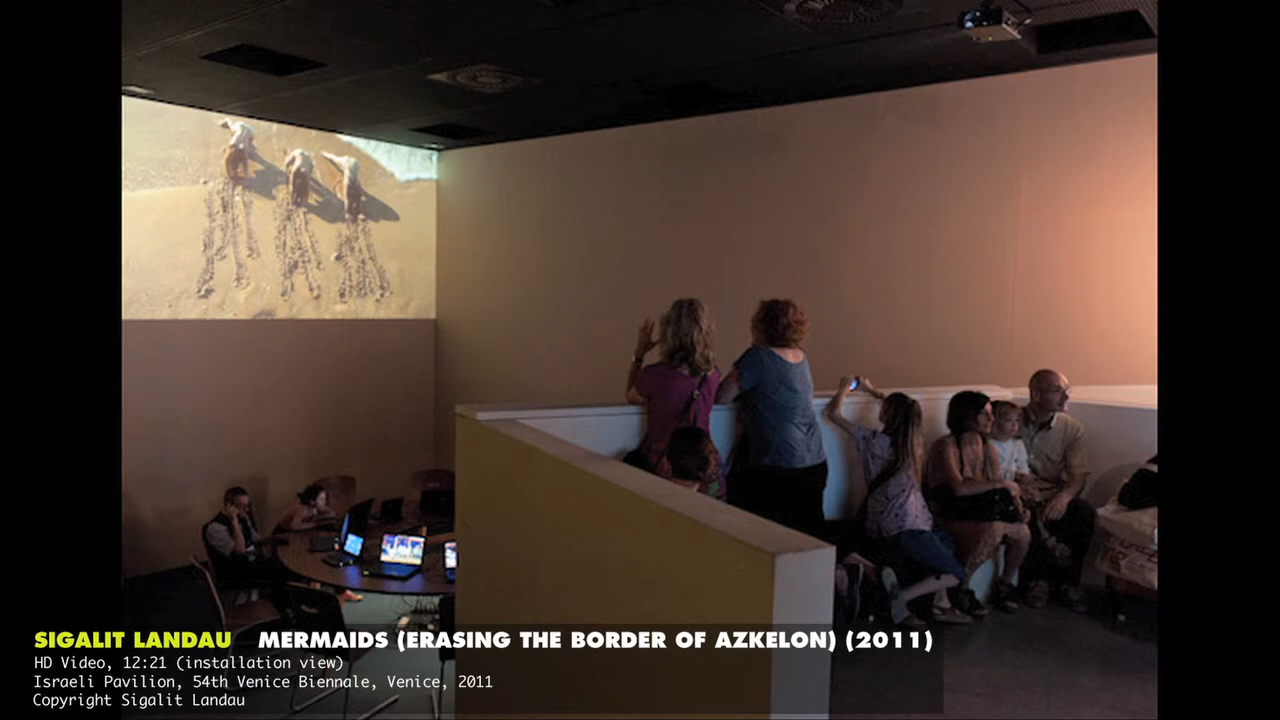 SIGALIT LANDAU MERMAIDS (ERASING THE BORDER OF AZKELON) (2011)
HD Video, 12:21 (installation view)
Israeli Pavilion, 54th Venice Biennale, Venice, 2011
Copyright Sigalit Landau